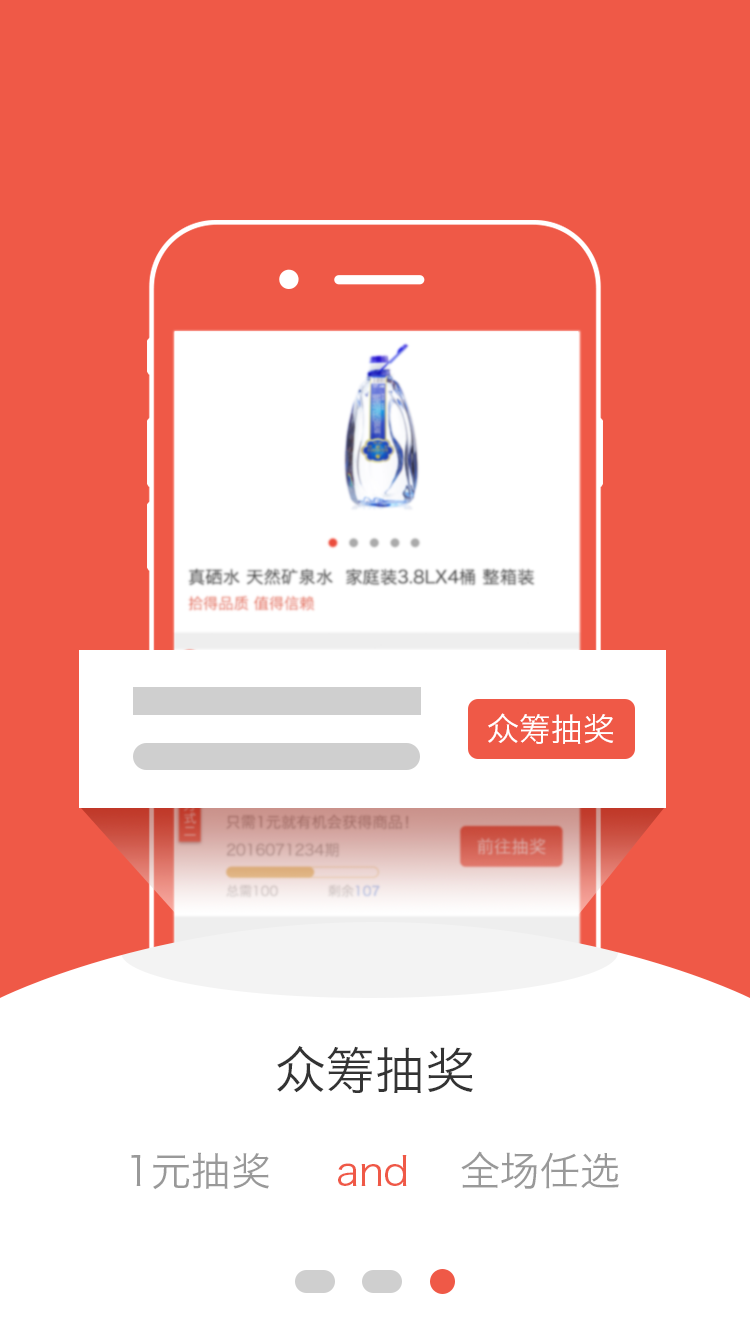 真硒水 天然矿泉水 家庭装3.8LX4桶 整箱装
拾得品质 值得信赖
众筹抽奖
式二
只需1元就有机会获得商品!
2016071234期
前往抽奖
总需100 剩余107
众筹抽奖
1元抽奖 and 全场任选